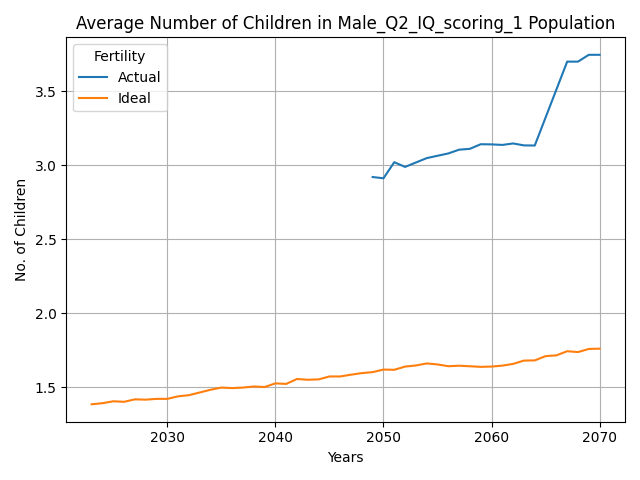 Average Number of Children in Male_Q2_IQ_scoring_1 Population
Fertility
Actual
Ideal
No. of Children
3.5
3.0
2.5
2.0
1.5
2030
2040
2050
2060
2070
Years